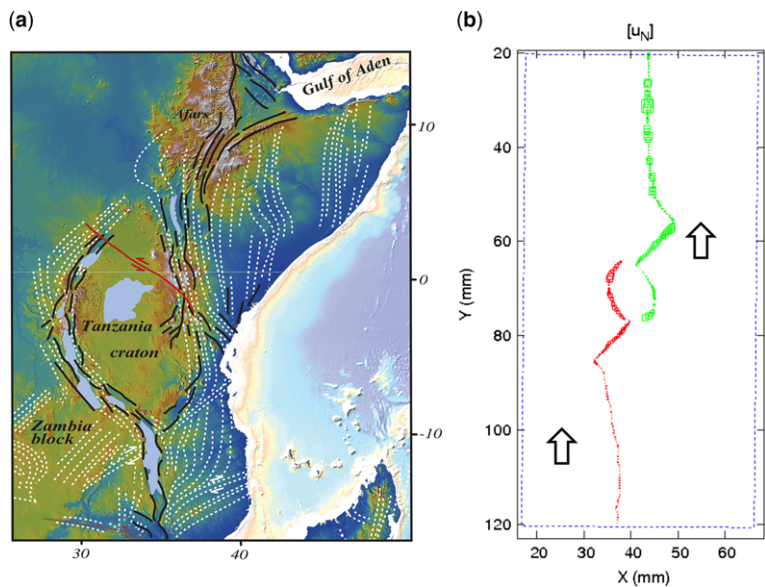 (a)
Gulf of Aden
Afars
10
0
Tanzania
craton
Zambia
block
-10
30
40
(b)
[uN]
20
40
60
80
100
120
Y (mm)
20
30
40
50
60
X (mm)